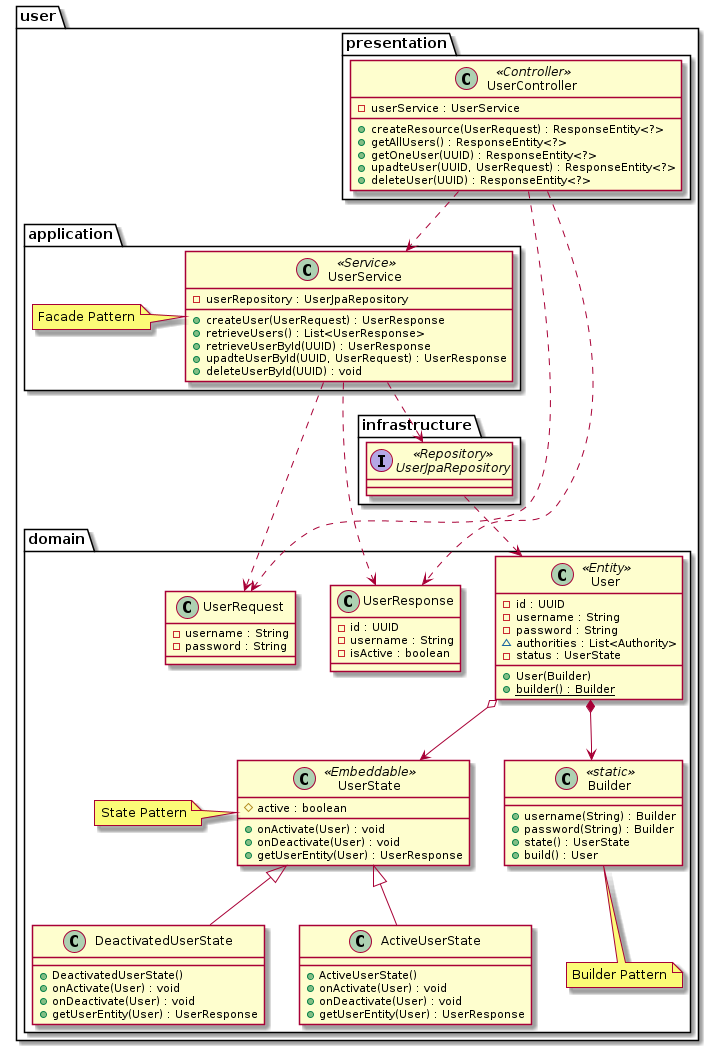 user
presentation
C «Controller»
UserController
userService : UserService
createResource(UserRequest) : ResponseEntity<?>
getAllUsers() : ResponseEntity<?>
getOneUser(UUID) : ResponseEntity<?>
upadteUser(UUID, UserRequest) : ResponseEntity<?>
deleteUser(UUID) : ResponseEntity<?>
application
C «Service»
UserService
userRepository : UserJpaRepository
createUser(UserRequest) : UserResponse
retrieveUsers() : List<UserResponse>
retrieveUserById(UUID) : UserResponse
upadteUserById(UUID, UserRequest) : UserResponse
deleteUserById(UUID) : void
Facade Pattern
infrastructure
I «Repository»
UserJpaRepository
domain
C UserRequest
username : String
password : String
C UserResponse
id : UUID
username : String
isActive : boolean
C «Entity»
User
id : UUID
username : String
password : String
authorities : List<Authority>
status : UserState
User(Builder)
builder() : Builder
State Pattern
C «Embeddable»
UserState
active : boolean
onActivate(User) : void
onDeactivate(User) : void
getUserEntity(User) : UserResponse
C «static»
Builder
username(String) : Builder
password(String) : Builder
state() : UserState
build() : User
C DeactivatedUserState
DeactivatedUserState()
onActivate(User) : void
onDeactivate(User) : void
getUserEntity(User) : UserResponse
C ActiveUserState
ActiveUserState()
onActivate(User) : void
onDeactivate(User) : void
getUserEntity(User) : UserResponse
Builder Pattern